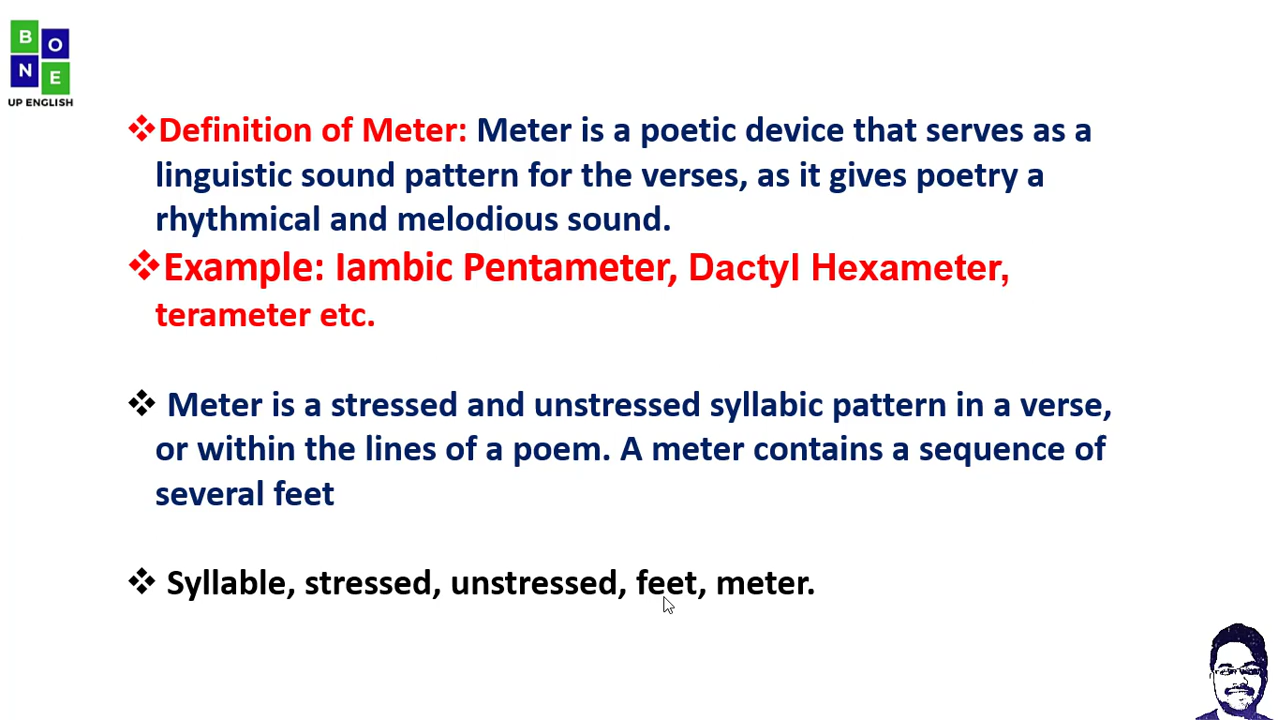 B
O
N
E
UP ENGLISH
❖Definition of Meter: Meter is a poetic device that serves as a
linguistic sound pattern for the verses, as it gives poetry a
rhythmical and melodious sound.
❖Example: Iambic Pentameter, Dactyl Hexameter,
terameter etc.
❖ Meter is a stressed and unstressed syllabic pattern in a verse,
or within the lines of a poem. A meter contains a sequence of
several feet
❖ Syllable, stressed, unstressed, feet, meter.